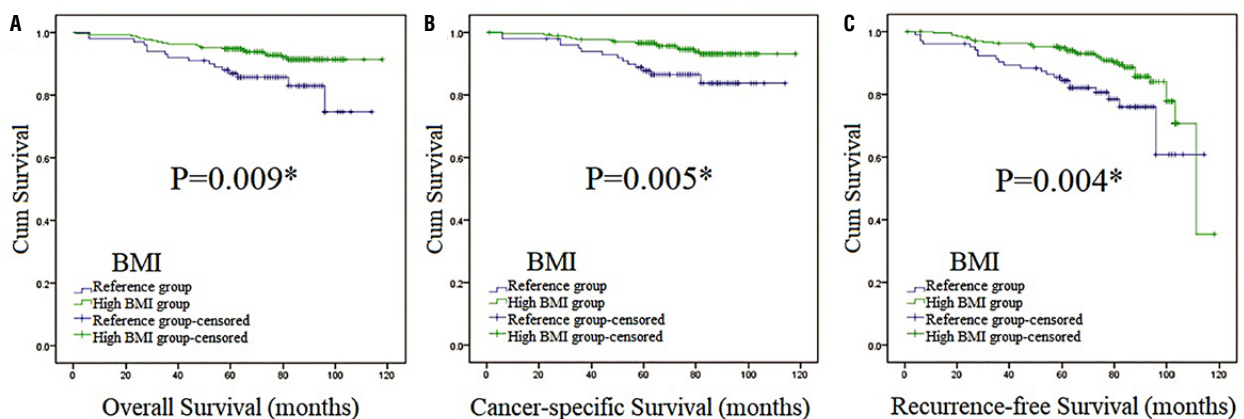 A
Cum Survival
1.0
0.8
0.6
0.4
0.2
0.0
P=0.009*
BMI
Reference group
High BMI group
Reference group-censored
High BMI group-censored
0 20 40 60 80 100 120
Overall Survival (months)
B
Cum Survival
1.0
0.8
0.6
0.4
0.2
0.0
P=0.005*
BMI
Reference group
High BMI group
Reference group-censored
High BMI group-censored
0 20 40 60 80 100 120
Cancer-specific Survival (months)
C
Cum Survival
1.0
0.8
0.6
0.4
0.2
0.0
P=0.004*
BMI
Reference group
High BMI group
Reference group-censored
High BMI group-censored
0 20 40 60 80 100 120
Recurrence-free Survival (months)